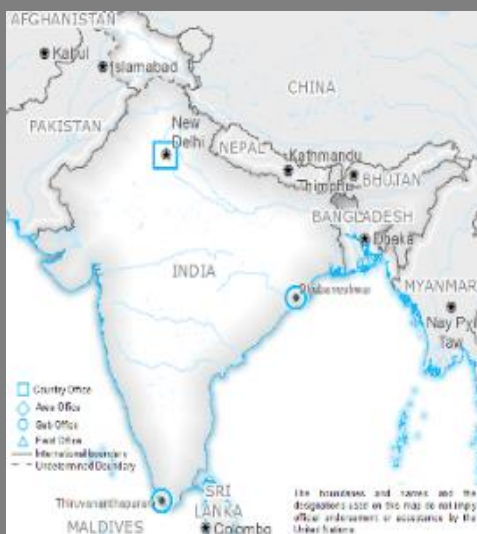 AFGHANISTAN
Kabul
Islamabad
CHINA
PAKISTAN
New
Delhi
NEPAL
Kathmandu
Thimphu
BHUTAN
BANGLADESH
Dhaka
INDIA
MYANMAR
Bhubaneshwar
Nay Pyi
Taw
Country Office
Area Office
Sub Office
Field Office
International boundary
Undetermined Boundary
Thiruvananthapuram
SRI
LANKA
MALDIVES
Colombo
The boundaries and names and the
designations used on this map do not imply
official endorsement or acceptance by the
United Nations.